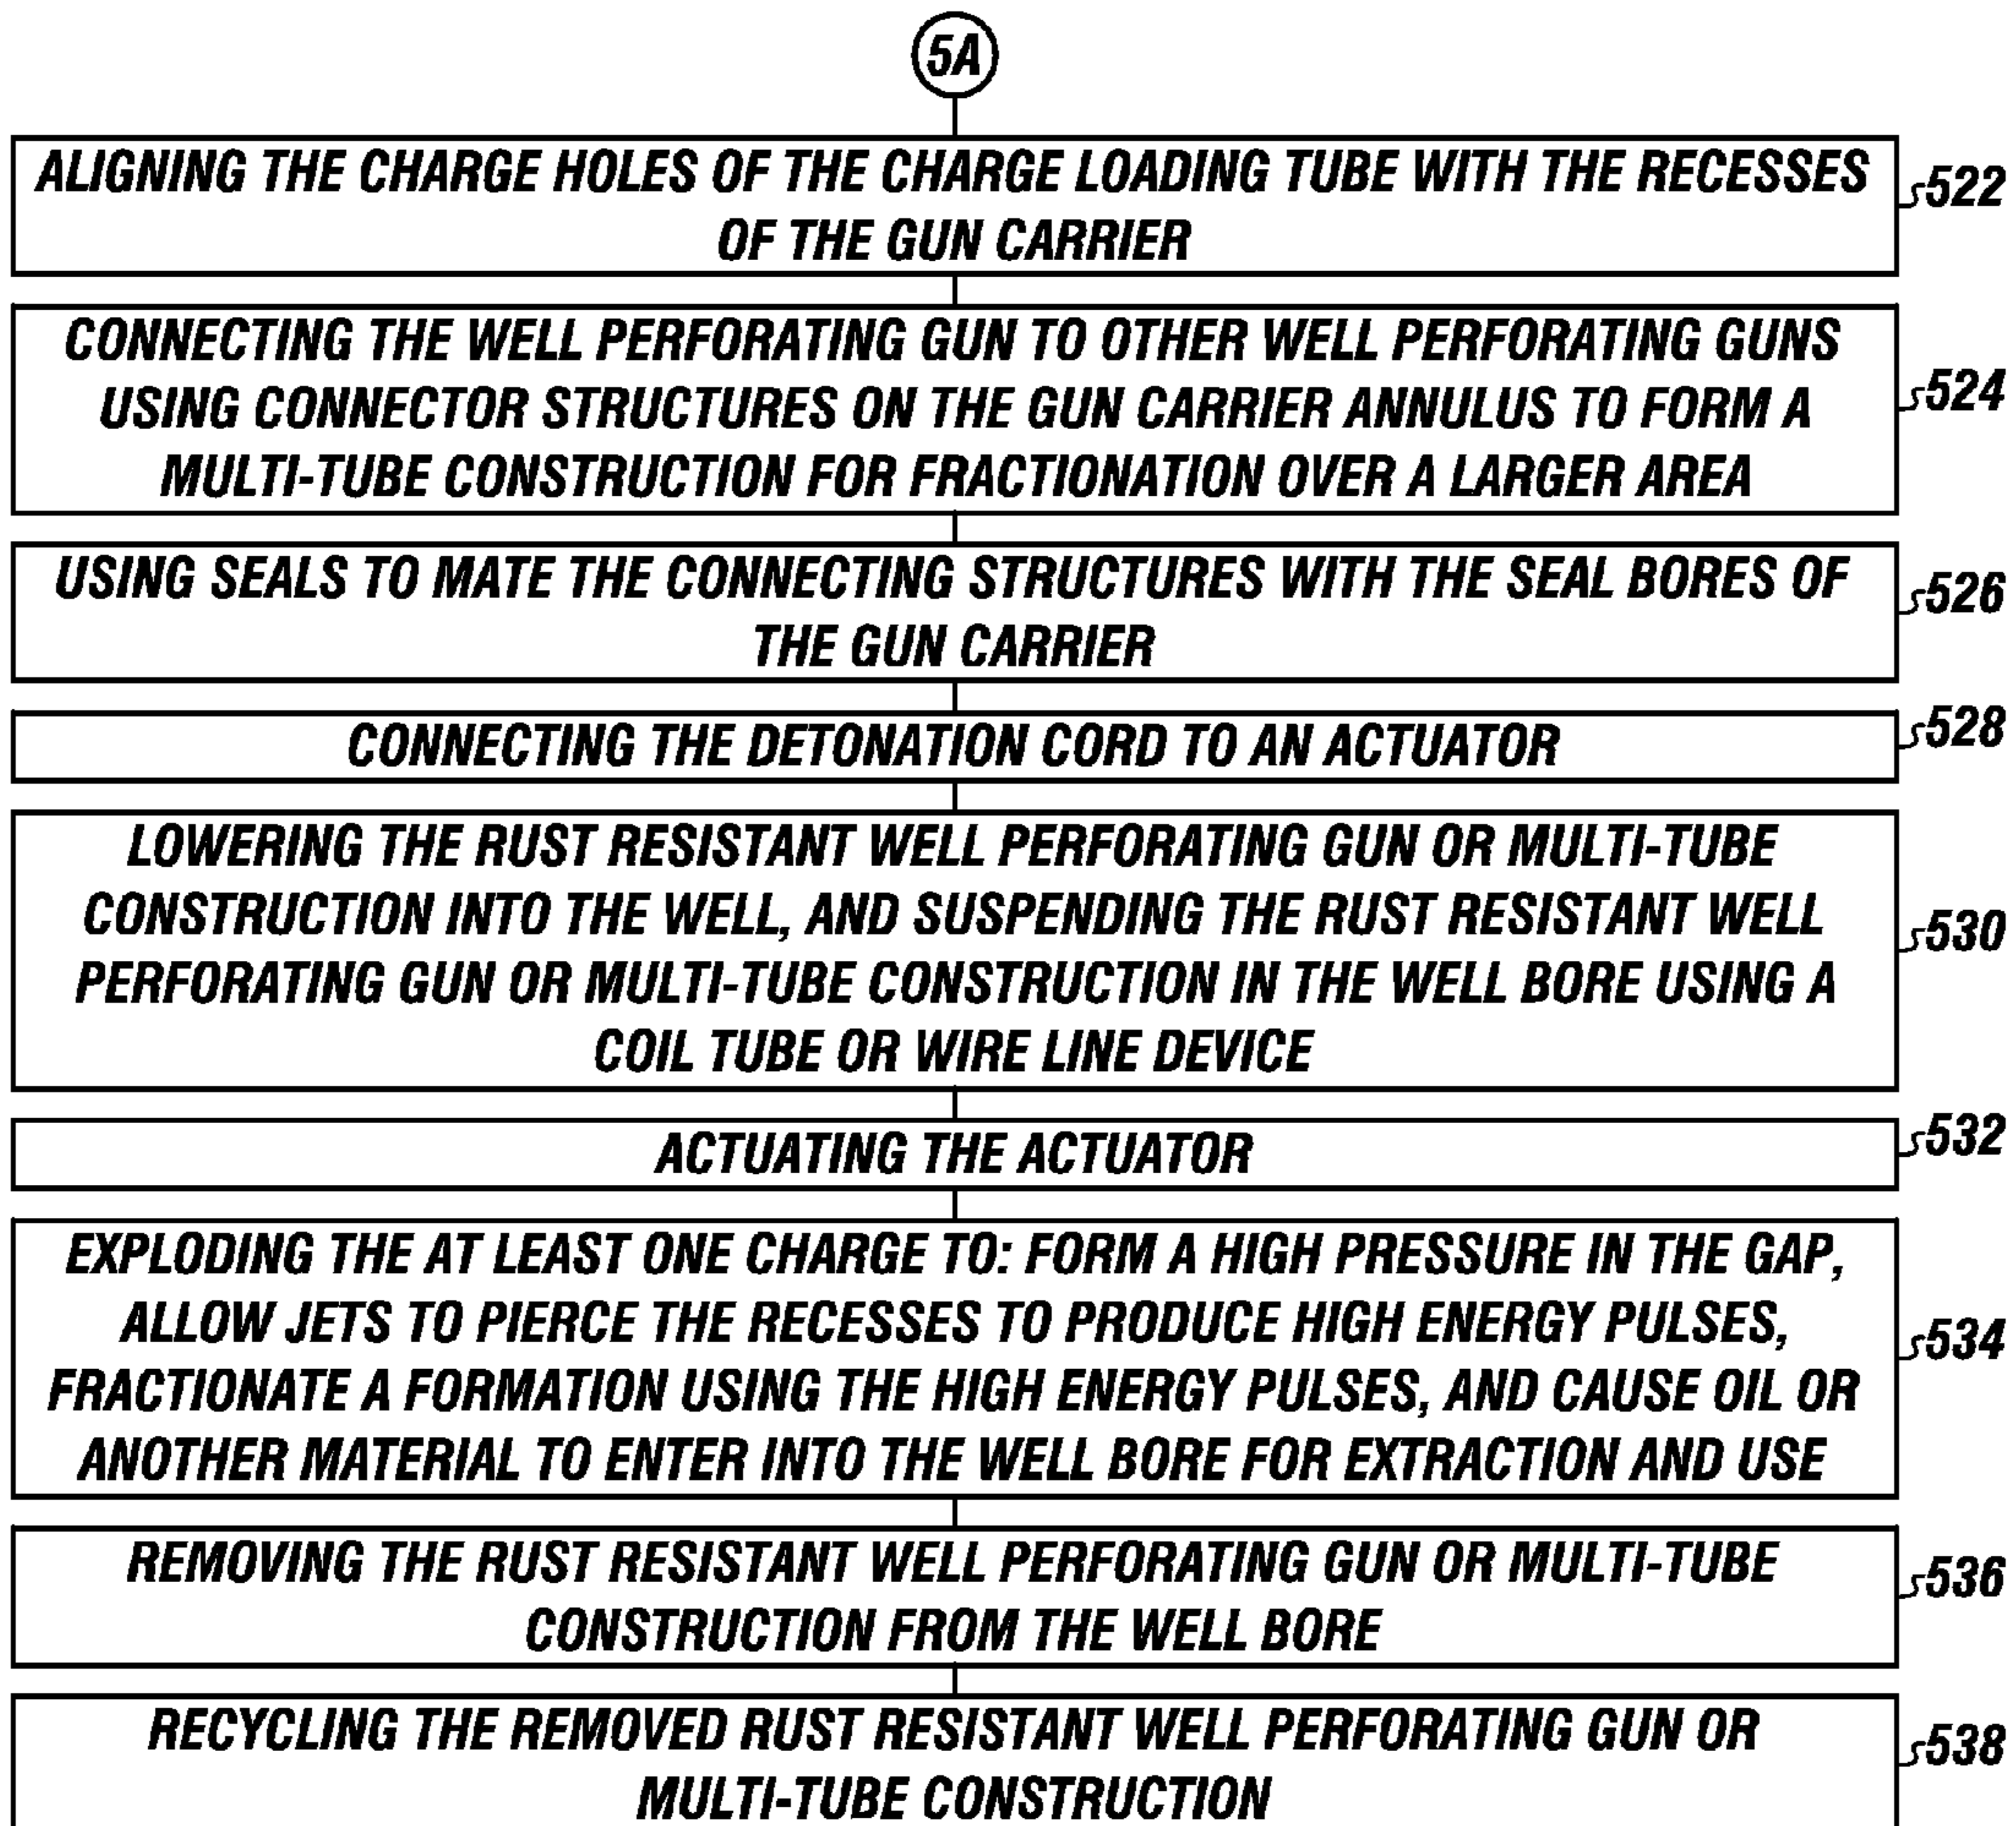 5A
ALIGNING THE CHARGE HOLES OF THE CHARGE LOADING TUBE WITH THE RECESSES
OF THE GUN CARRIER
522
CONNECTING THE WELL PERFORATING GUN TO OTHER WELL PERFORATING GUNS
USING CONNECTOR STRUCTURES ON THE GUN CARRIER ANNULUS TO FORM A
MULTI-TUBE CONSTRUCTION FOR FRACTIONATION OVER A LARGER AREA
524
USING SEALS TO MATE THE CONNECTING STRUCTURES WITH THE SEAL BORES OF
THE GUN CARRIER
526
CONNECTING THE DETONATION CORD TO AN ACTUATOR
528
LOWERING THE RUST RESISTANT WELL PERFORATING GUN OR MULTI-TUBE
CONSTRUCTION INTO THE WELL, AND SUSPENDING THE RUST RESISTANT WELL
PERFORATING GUN OR MULTI-TUBE CONSTRUCTION IN THE WELL BORE USING A
COIL TUBE OR WIRE LINE DEVICE
530
ACTUATING THE ACTUATOR
532
EXPLODING THE AT LEAST ONE CHARGE TO: FORM A HIGH PRESSURE IN THE GAP,
ALLOW JETS TO PIERCE THE RECESSES TO PRODUCE HIGH ENERGY PULSES,
FRACTIONATE A FORMATION USING THE HIGH ENERGY PULSES, AND CAUSE OIL OR
ANOTHER MATERIAL TO ENTER INTO THE WELL BORE FOR EXTRACTION AND USE
534
REMOVING THE RUST RESISTANT WELL PERFORATING GUN OR MULTI-TUBE
CONSTRUCTION FROM THE WELL BORE
536
RECYCLING THE REMOVED RUST RESISTANT WELL PERFORATING GUN OR
MULTI-TUBE CONSTRUCTION
538